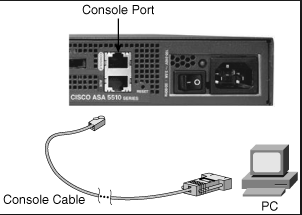 Console Port
CISCO ASA 5510 SERIES
Console Cable
PC